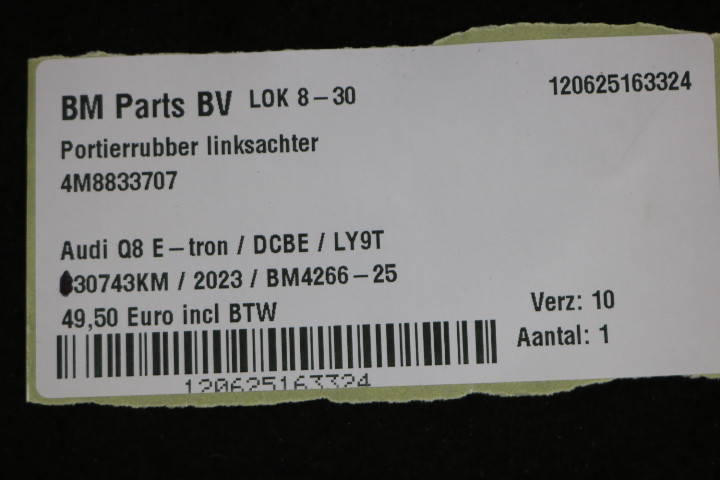 BM Parts BV LOK 8-30 120625163324
Portierrubber linksachter
4M8833707
Audi Q8 E-tron / DCBE / LY9T
30743KM / 2023 / BM4266-25
49,50 Euro incl BTW
Verz: 10
Aantal: 1
120625163324